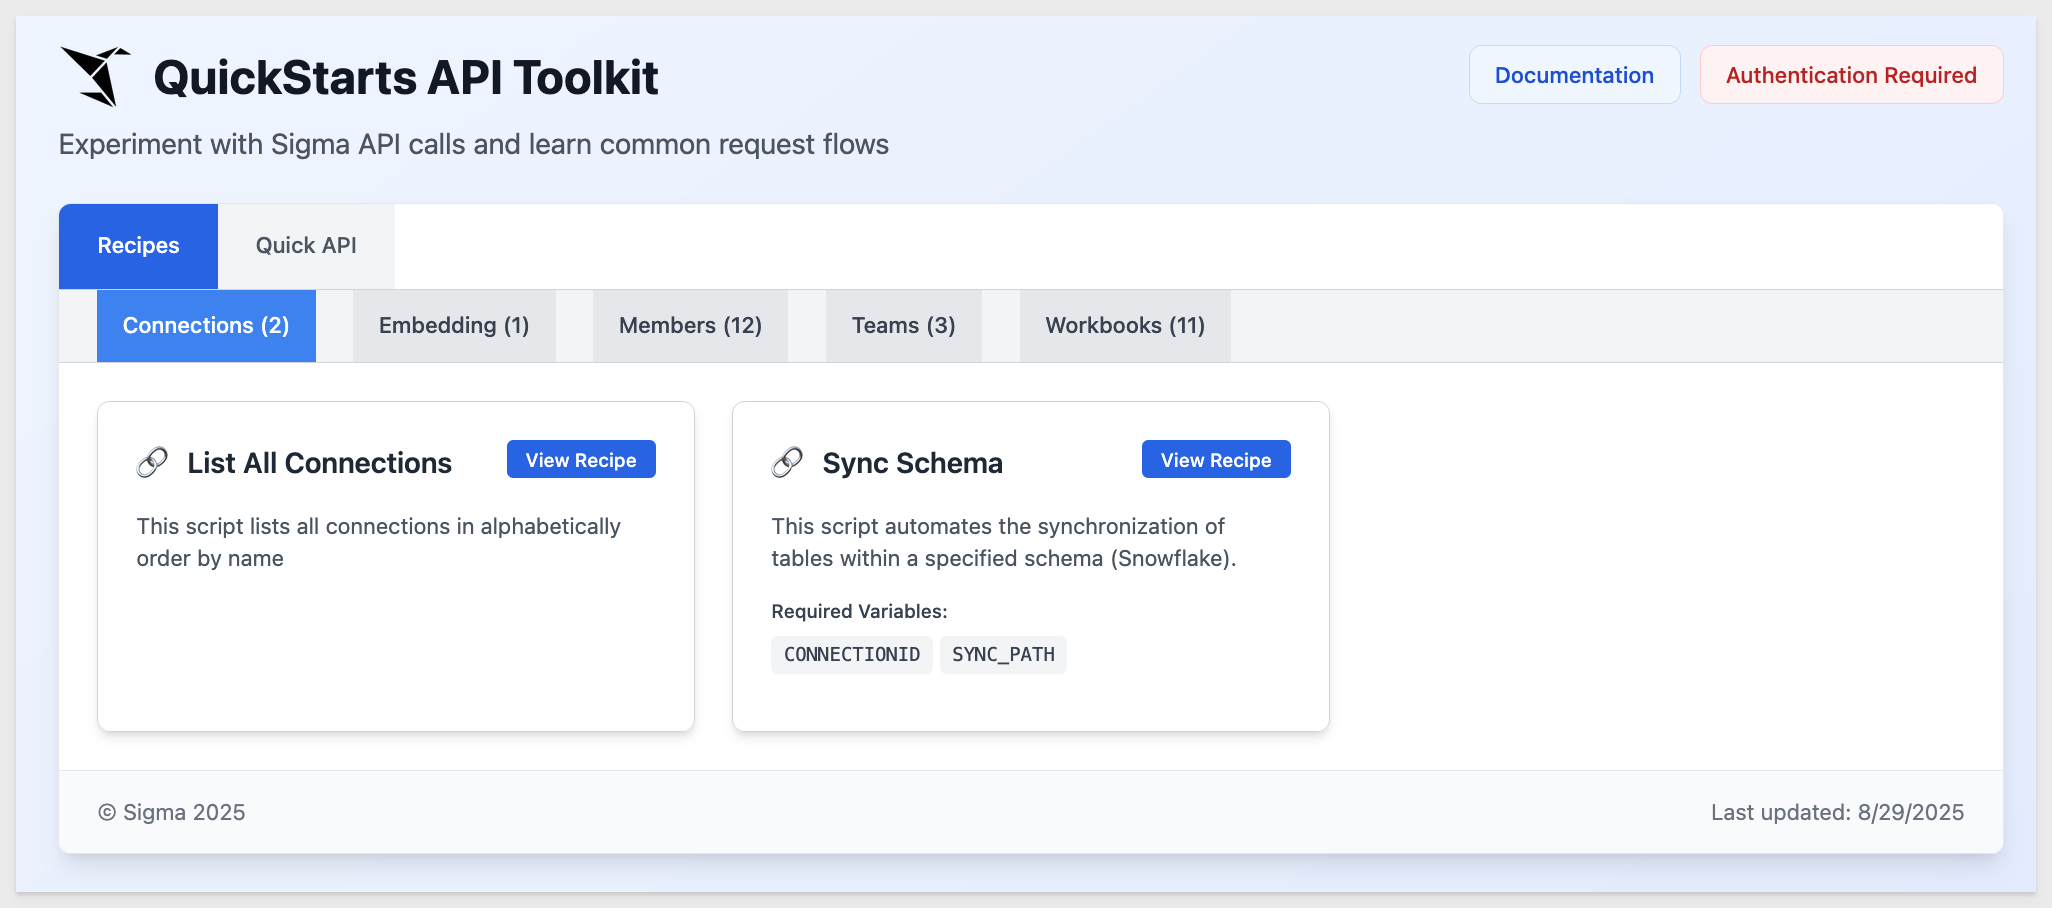 QuickStarts API Toolkit
Documentation
Authentication Required
Experiment with Sigma API calls and learn common request flows
Recipes
Quick API
Connections (2)
Embedding (1)
Members (12)
Teams (3)
Workbooks (11)
List All Connections
View Recipe
This script lists all connections in alphabetically
order by name
Sync Schema
View Recipe
This script automates the synchronization of
tables within a specified schema (Snowflake).
Required Variables:
CONNECTIONID
SYNC_PATH
© Sigma 2025
Last updated: 8/29/2025